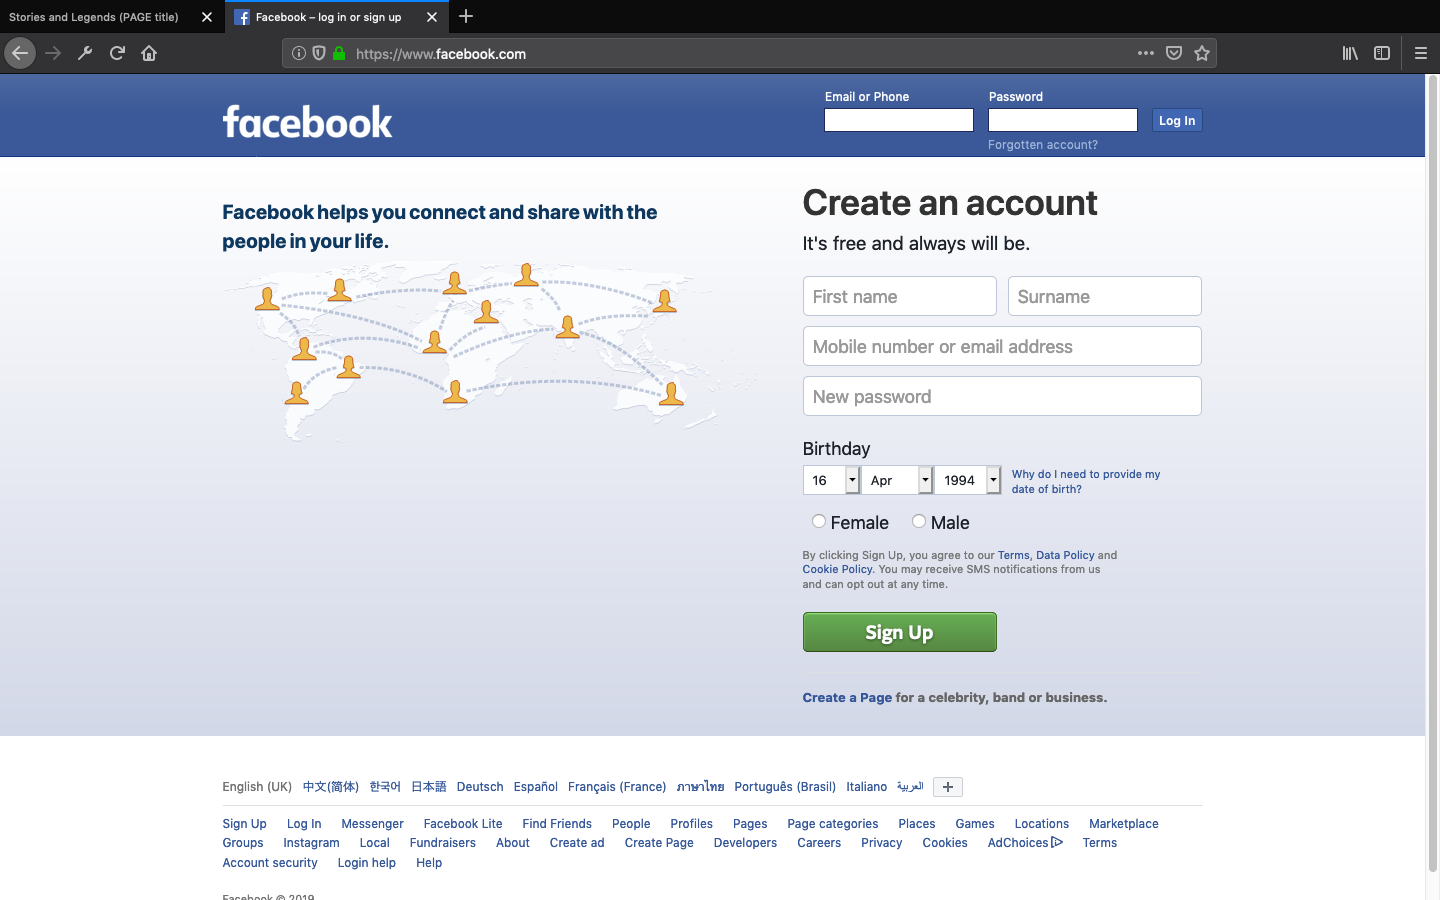 Stories and Legends (PAGE title)
Facebook – log in or sign up
https://www.facebook.com
facebook
Email or Phone
Password
Log In
Forgotten account?
Facebook helps you connect and share with the
people in your life.
Create an account
It's free and always will be.
First name
Surname
Mobile number or email address
New password
Birthday
16
Apr
1994
Why do I need to provide my
date of birth?
Female
Male
By clicking Sign Up, you agree to our Terms, Data Policy and
Cookie Policy. You may receive SMS notifications from us
and can opt out at any time.
Sign Up
Create a Page for a celebrity, band or business.
English (UK) 中文(简体) 한국어 日本語 Deutsch Español Français (France) ภาษาไทย Português (Brasil) Italiano العربية
Sign Up Log In Messenger Facebook Lite Find Friends People Profiles Pages Page categories Places Games Locations Marketplace
Groups Instagram Local Fundraisers About Create ad Create Page Developers Careers Privacy Cookies AdChoices Terms
Account security Login help Help
Facebook © 2019